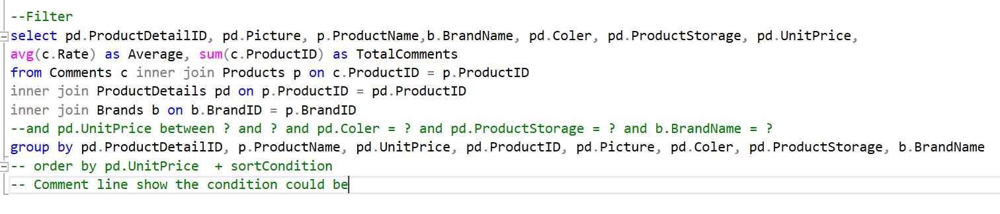 --Filter
select pd.ProductDetailID, pd.Picture, p.ProductName,b.BrandName, pd.Coler, pd.ProductStorage, pd.UnitPrice,
avg(c.Rate) as Average, sum(c.ProductID) as TotalComments
from Comments c inner join Products p on c.ProductID = p.ProductID
inner join ProductDetails pd on p.ProductID = pd.ProductID
inner join Brands b on b.BrandID = p.BrandID
--and pd.UnitPrice between ? and ? and pd.Coler = ? and pd.ProductStorage = ? and b.BrandName = ?
group by pd.ProductDetailID, p.ProductName, pd.UnitPrice, pd.ProductID, pd.Picture, pd.Coler, pd.ProductStorage, b.BrandName
-- order by pd.UnitPrice  + sortCondition
-- Comment line show the condition could be